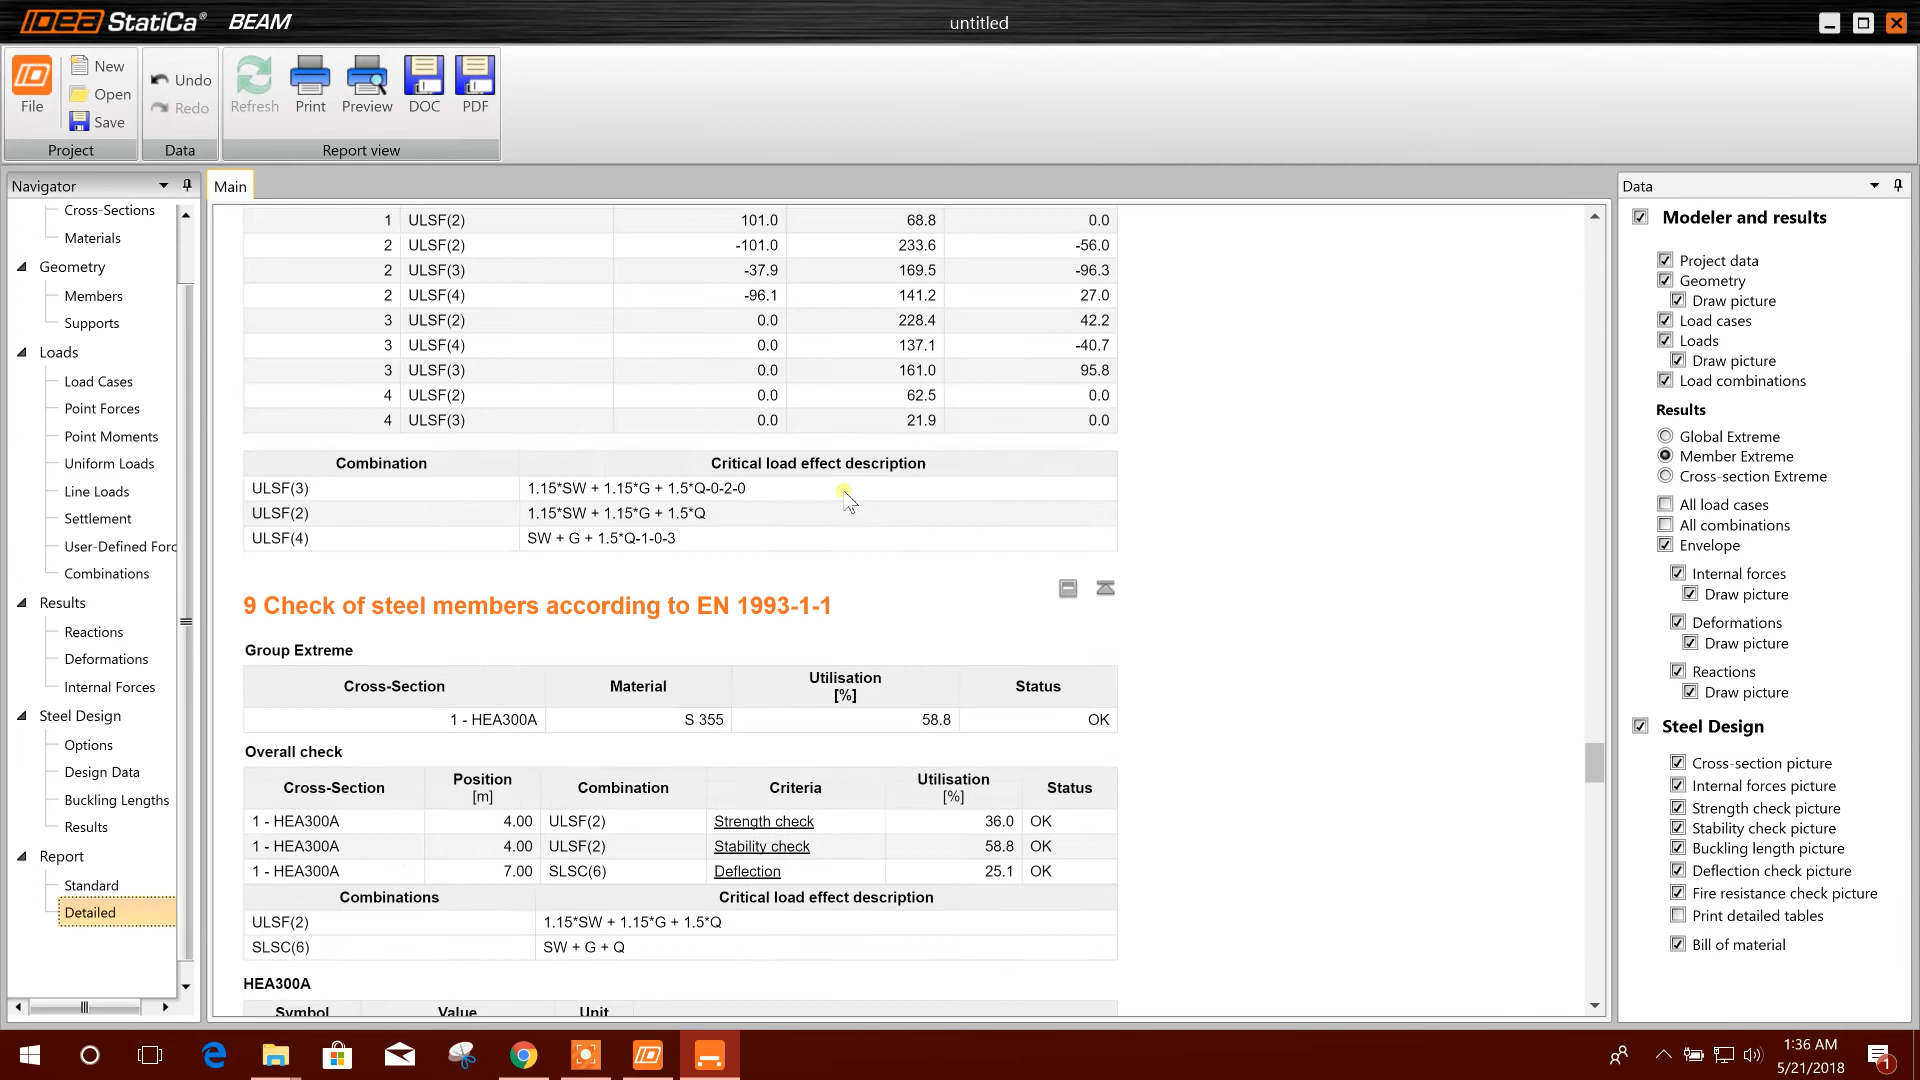 IDEA StatiCa® BEAM
untitled
File
New
Open
Save
Project
Undo
Redo
Data
Refresh
Print
Preview
DOC
PDF
Report view
Navigator
Cross-Sections
Materials
Geometry
Members
Supports
Loads
Load Cases
Point Forces
Point Moments
Uniform Loads
Line Loads
Settlement
User-Defined Forc
Combinations
Results
Reactions
Deformations
Internal Forces
Steel Design
Options
Design Data
Buckling Lengths
Results
Report
Standard
Detailed
Main
1 ULSF(2) 101.0 68.8 0.0
2 ULSF(2) -101.0 233.6 -56.0
2 ULSF(3) -37.9 169.5 -96.3
2 ULSF(4) -96.1 141.2 27.0
3 ULSF(2) 0.0 228.4 42.2
3 ULSF(4) 0.0 137.1 -40.7
3 ULSF(3) 0.0 161.0 95.8
4 ULSF(2) 0.0 62.5 0.0
4 ULSF(3) 0.0 21.9 0.0
Combination Critical load effect description
ULSF(3) 1.15*SW + 1.15*G + 1.5*Q-0-2-0
ULSF(2) 1.15*SW + 1.15*G + 1.5*Q
ULSF(4) SW + G + 1.5*Q-1-0-3
9 Check of steel members according to EN 1993-1-1
Group Extreme
Cross-Section Material Utilisation [%] Status
1 - HEA300A S 355 58.8 OK
Overall check
Cross-Section Position [m] Combination Criteria Utilisation [%] Status
1 - HEA300A 4.00 ULSF(2) Strength check 36.0 OK
1 - HEA300A 4.00 ULSF(2) Stability check 58.8 OK
1 - HEA300A 7.00 SLSC(6) Deflection 25.1 OK
Combinations Critical load effect description
ULSF(2) 1.15*SW + 1.15*G + 1.5*Q
SLSC(6) SW + G + Q
HEA300A
Symbol Value Unit
Data
Modeler and results
Project data
Geometry
Draw picture
Load cases
Loads
Draw picture
Load combinations
Results
Global Extreme
Member Extreme
Cross-section Extreme
All load cases
All combinations
Envelope
Internal forces
Draw picture
Deformations
Draw picture
Reactions
Draw picture
Steel Design
Cross-section picture
Internal forces picture
Strength check picture
Stability check picture
Buckling length picture
Deflection check picture
Fire resistance check picture
Print detailed tables
Bill of material
1:36 AM
5/21/2018
1